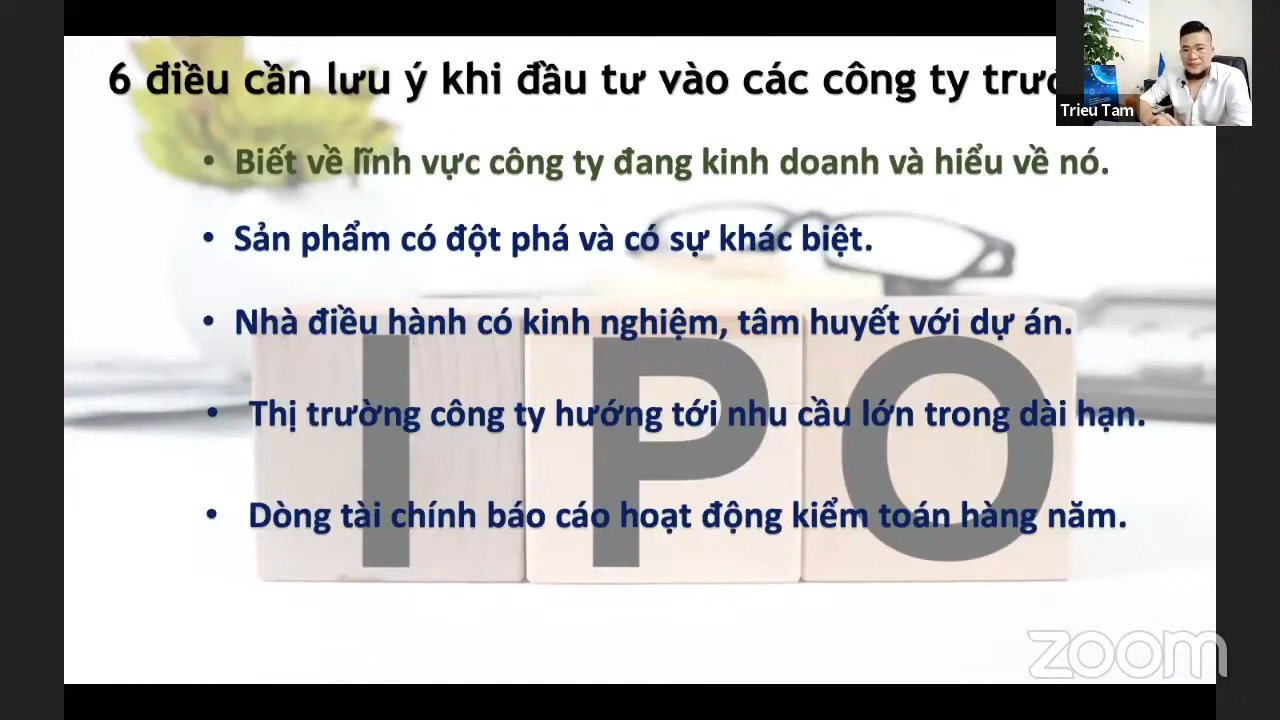 6 điều cần lưu ý khi đầu tư vào các công ty
Trieu Tam
• Biết về lĩnh vực công ty đang kinh doanh và hiểu về nó.
• Sản phẩm có đột phá và có sự khác biệt.
• Nhà điều hành có kinh nghiệm, tâm huyết với dự án.
• Thị trường công ty hướng tới nhu cầu lớn trong dài hạn.
• Dòng tài chính báo cáo hoạt động kiểm toán hàng năm.
IPO
zoom